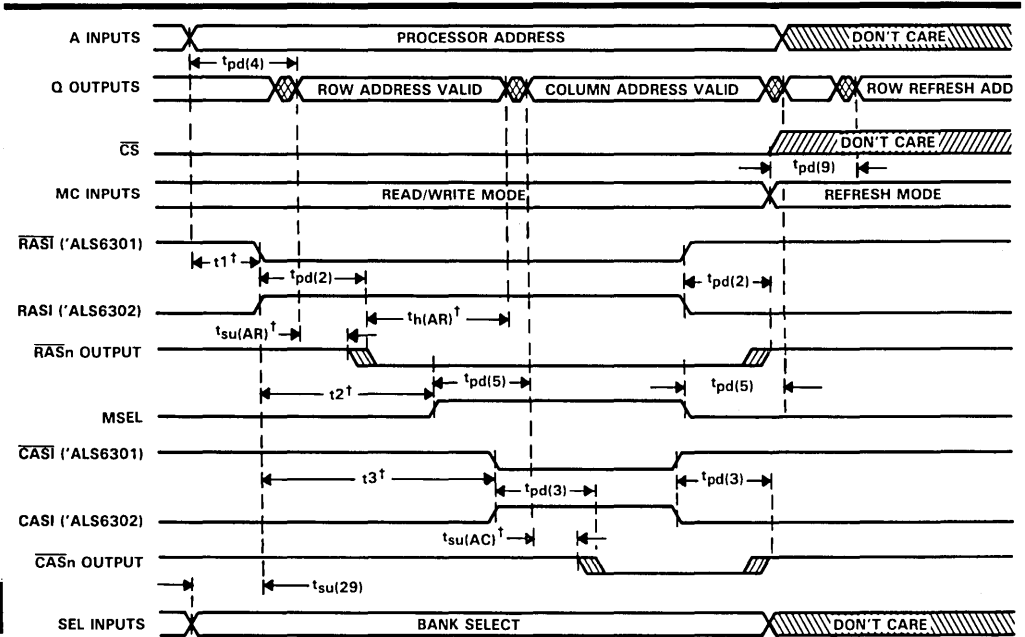 A INPUTS PROCESSOR ADDRESS DON'T CARE
tpd(4)
Q OUTPUTS ROW ADDRESS VALID COLUMN ADDRESS VALID ROW REFRESH ADD
CS DON'T CARE
tpd(9)
MC INPUTS READ/WRITE MODE REFRESH MODE
RASI ('ALS6301)
t1† tpd(2) tpd(2)
RASI ('ALS6302)
tsu(AR)† th(AR)†
RASn OUTPUT
t2† tpd(5) tpd(5)
MSEL
CASI ('ALS6301)
t3† tpd(3) tpd(3)
CASI ('ALS6302)
tsu(AC)†
CASn OUTPUT
tsu(29)
SEL INPUTS BANK SELECT DON'T CARE